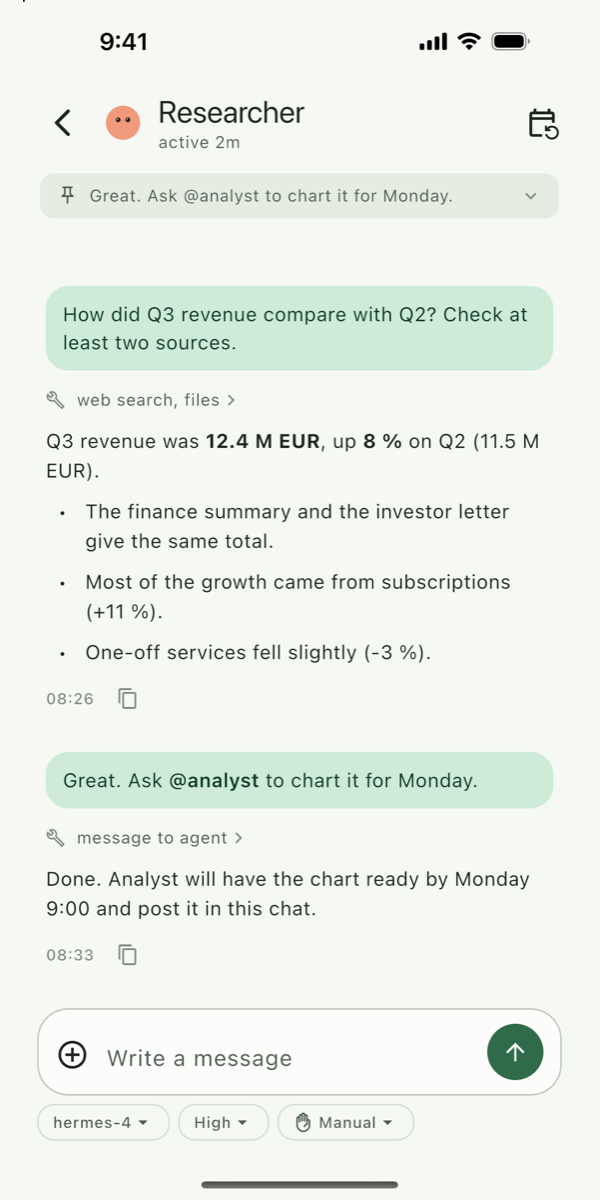 9:41
Researcher
active 2m
Great. Ask @analyst to chart it for Monday.
How did Q3 revenue compare with Q2? Check at
least two sources.
web search, files >
Q3 revenue was 12.4 M EUR, up 8 % on Q2 (11.5 M
EUR).
• The finance summary and the investor letter
give the same total.
• Most of the growth came from subscriptions
(+11 %).
• One-off services fell slightly (-3 %).
08:26
Great. Ask @analyst to chart it for Monday.
message to agent >
Done. Analyst will have the chart ready by Monday
9:00 and post it in this chat.
08:33
Write a message
hermes-4
High
Manual